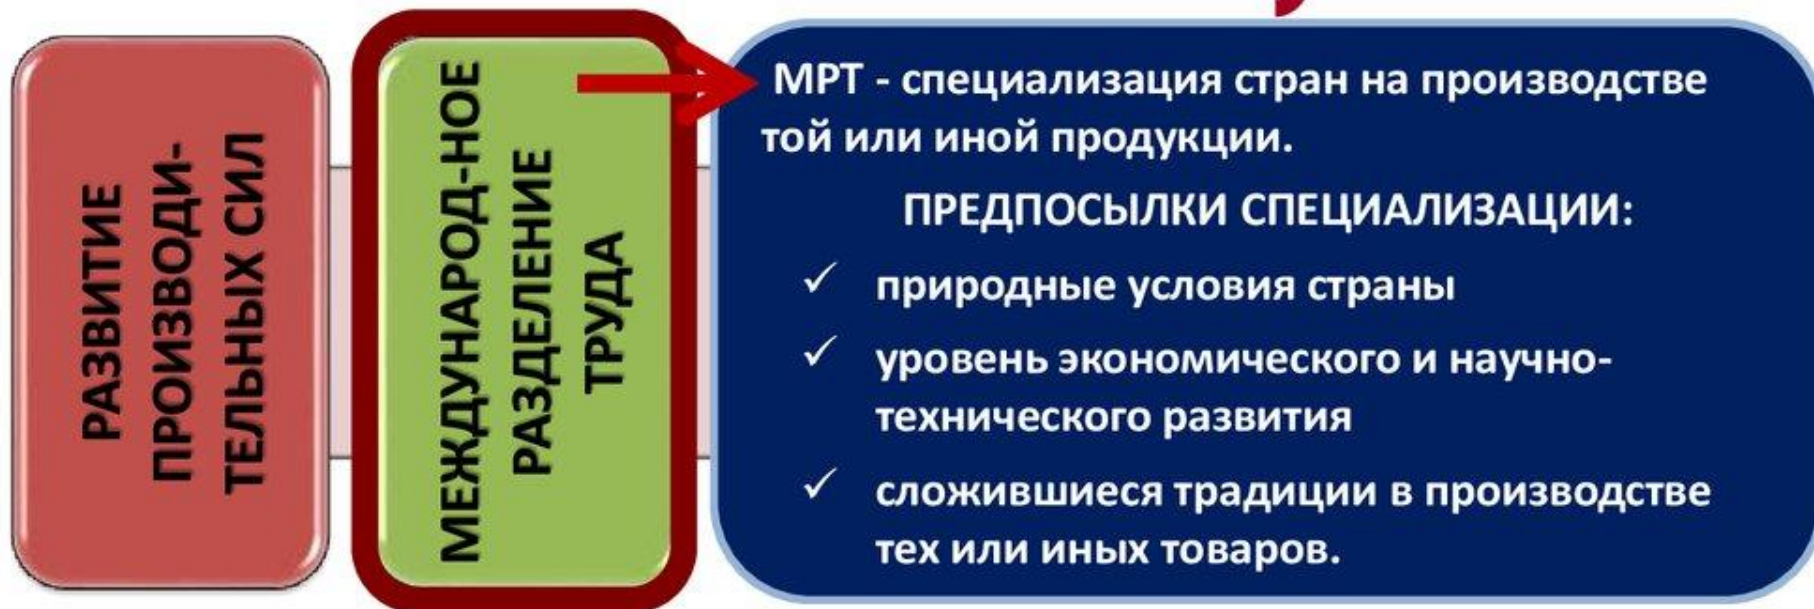 РАЗВИТИЕ
ПРОИЗВОДИ-
ТЕЛЬНЫХ СИЛ
МЕЖДУНАРОД-НОЕ
РАЗДЕЛЕНИЕ
ТРУДА
МРТ - специализация стран на производстве
той или иной продукции.
ПРЕДПОСЫЛКИ СПЕЦИАЛИЗАЦИИ:
✓ природные условия страны
✓ уровень экономического и научно-
технического развития
✓ сложившиеся традиции в производстве
тех или иных товаров.